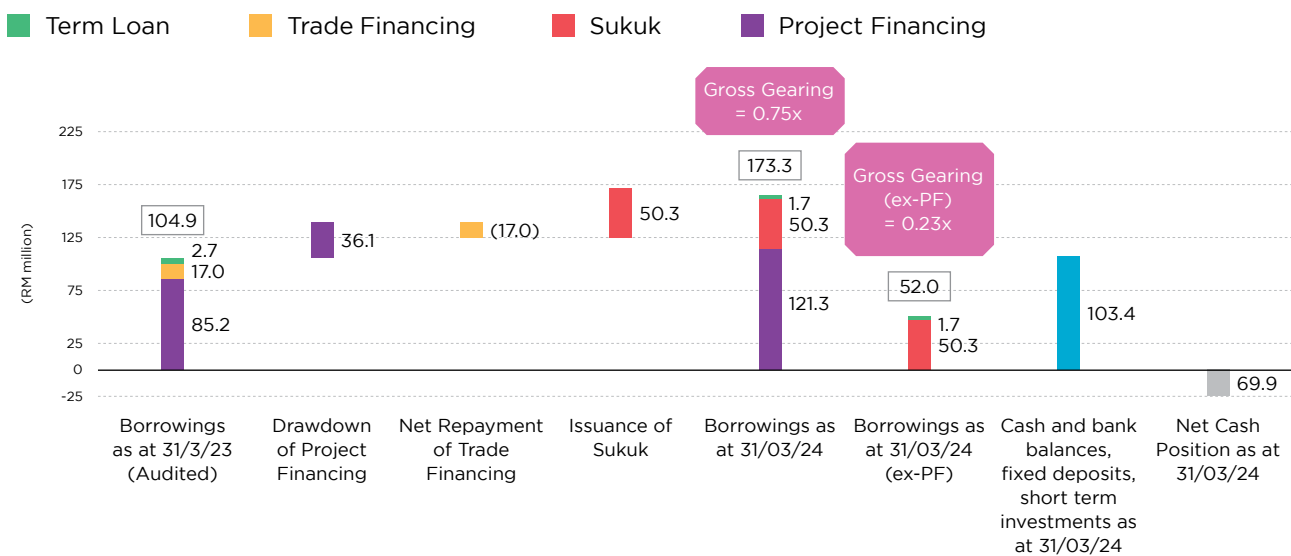 Term Loan
Trade Financing
Sukuk
Project Financing
Gross Gearing
= 0.75x
Gross Gearing
(ex-PF)
= 0.23x
(RM million)
225
175
125
75
25
0
-25
104.9
2.7
17.0
85.2
36.1
(17.0)
50.3
173.3
1.7
50.3
121.3
52.0
1.7
50.3
103.4
69.9
Borrowings
as at 31/3/23
(Audited)
Drawdown
of Project
Financing
Net Repayment
of Trade
Financing
Issuance of
Sukuk
Borrowings as
at 31/03/24
Borrowings as
at 31/03/24
(ex-PF)
Cash and bank
balances,
fixed deposits,
short term
investments as
at 31/03/24
Net Cash
Position as at
31/03/24